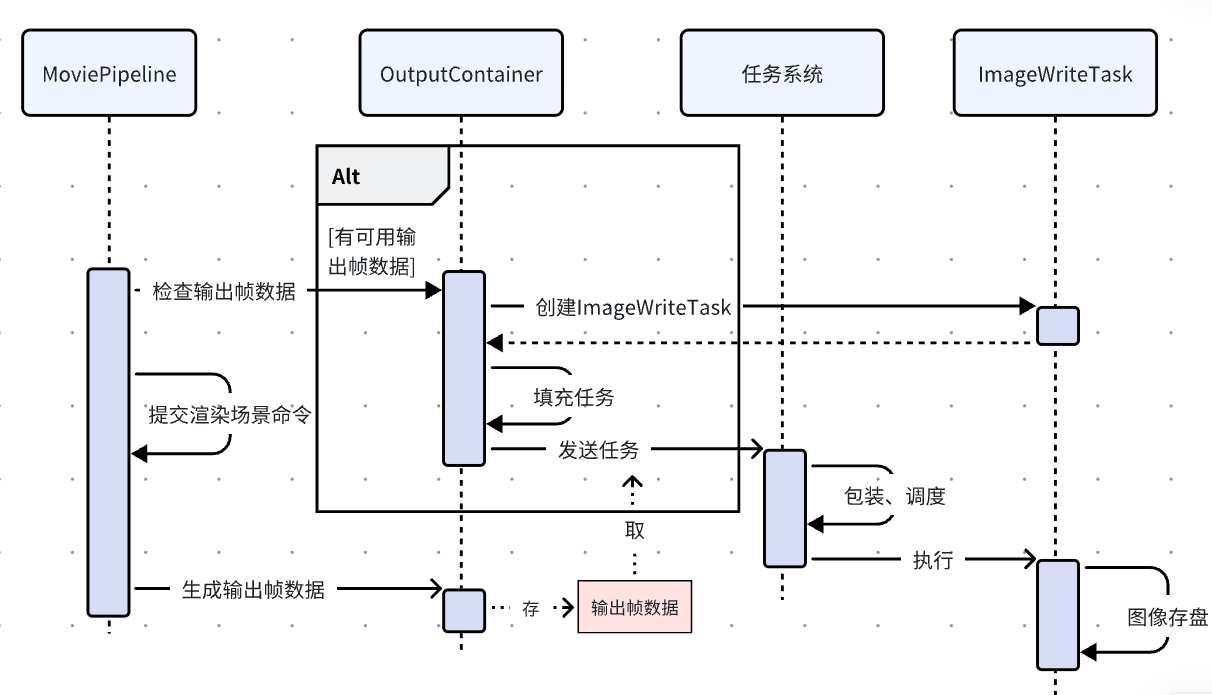 MoviePipeline
OutputContainer
任务系统
ImageWriteTask
Alt
[有可用输
出帧数据]
检查输出帧数据
创建ImageWriteTask
填充任务
提交渲染场景命令
发送任务
包装、调度
取
执行
生成输出帧数据
存
输出帧数据
图像存盘